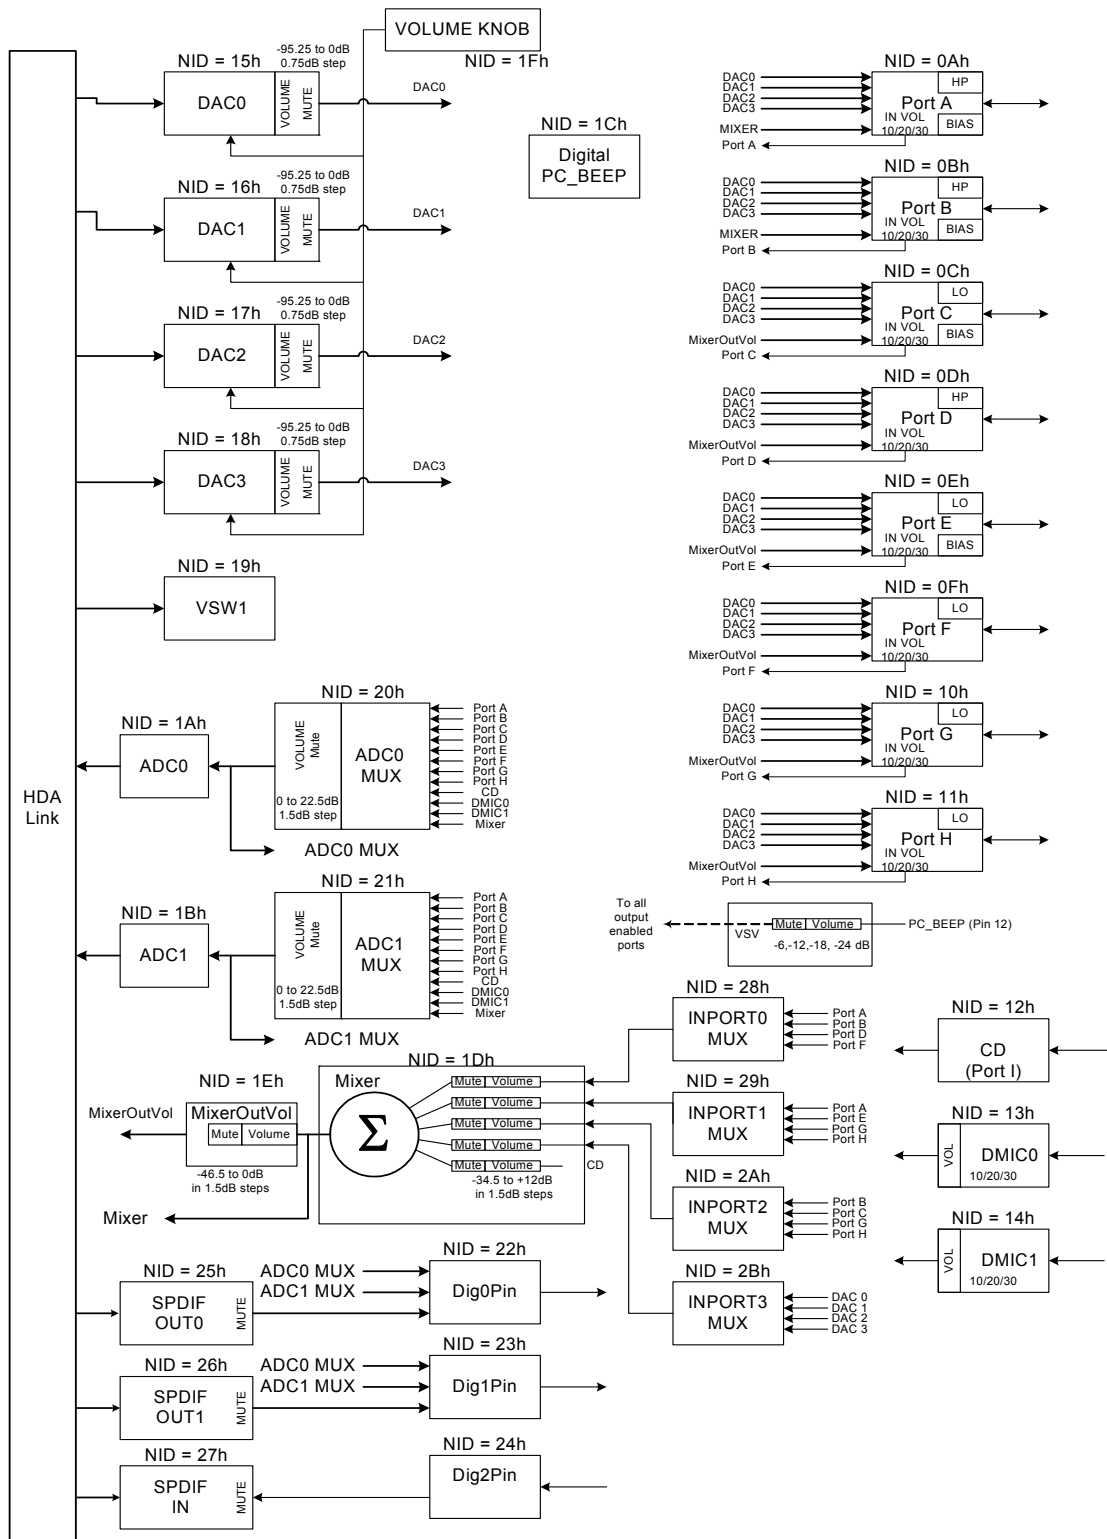 VOLUME KNOB
NID = 1Fh
NID = 15h
-95.25 to 0dB
0.75dB step
DAC0
VOLUME
MUTE
DAC0
NID = 1Ch
Digital
PC_BEEP
NID = 16h
-95.25 to 0dB
0.75dB step
DAC1
VOLUME
MUTE
DAC1
NID = 17h
-95.25 to 0dB
0.75dB step
DAC2
VOLUME
MUTE
DAC2
NID = 18h
-95.25 to 0dB
0.75dB step
DAC3
VOLUME
MUTE
DAC3
NID = 19h
VSW1
HDA
Link
NID = 20h
NID = 1Ah
ADC0
VOLUME
Mute
0 to 22.5dB
1.5dB step
ADC0
MUX
Port A
Port B
Port C
Port D
Port E
Port F
Port G
Port H
CD
DMIC0
DMIC1
Mixer
ADC0 MUX
NID = 21h
NID = 1Bh
ADC1
VOLUME
Mute
0 to 22.5dB
1.5dB step
ADC1
MUX
Port A
Port B
Port C
Port D
Port E
Port F
Port G
Port H
CD
DMIC0
DMIC1
Mixer
ADC1 MUX
NID = 1Dh
NID = 1Eh
MixerOutVol
MixerOutVol
Mute Volume
-46.5 to 0dB
in 1.5dB steps
Mixer
Mixer
Σ
Mute Volume
Mute Volume
Mute Volume
Mute Volume
Mute Volume
CD
-34.5 to +12dB
in 1.5dB steps
NID = 25h
SPDIF
OUT0
MUTE
NID = 22h
ADC0 MUX
ADC1 MUX
Dig0Pin
NID = 26h
SPDIF
OUT1
MUTE
NID = 23h
ADC0 MUX
ADC1 MUX
Dig1Pin
NID = 27h
SPDIF
IN
MUTE
NID = 24h
Dig2Pin
NID = 0Ah
DAC0
DAC1
DAC2
DAC3
MIXER
Port A
HP
Port A
IN VOL
10/20/30
BIAS
NID = 0Bh
DAC0
DAC1
DAC2
DAC3
MIXER
Port B
HP
Port B
IN VOL
10/20/30
BIAS
NID = 0Ch
DAC0
DAC1
DAC2
DAC3
MixerOutVol
Port C
LO
Port C
IN VOL
10/20/30
BIAS
NID = 0Dh
DAC0
DAC1
DAC2
DAC3
MixerOutVol
Port D
HP
Port D
IN VOL
10/20/30
NID = 0Eh
DAC0
DAC1
DAC2
DAC3
MixerOutVol
Port E
LO
Port E
IN VOL
10/20/30
BIAS
NID = 0Fh
DAC0
DAC1
DAC2
DAC3
MixerOutVol
Port F
LO
Port F
IN VOL
10/20/30
NID = 10h
DAC0
DAC1
DAC2
DAC3
MixerOutVol
Port G
LO
Port G
IN VOL
10/20/30
NID = 11h
DAC0
DAC1
DAC2
DAC3
MixerOutVol
Port H
LO
Port H
IN VOL
10/20/30
To all
output
enabled
ports
VSV
Mute Volume
-6,-12,-18, -24 dB
PC_BEEP (Pin 12)
NID = 28h
INPORT0
MUX
Port A
Port B
Port D
Port F
NID = 29h
INPORT1
MUX
Port A
Port E
Port G
Port H
NID = 2Ah
INPORT2
MUX
Port B
Port C
Port G
Port H
NID = 2Bh
INPORT3
MUX
DAC 0
DAC 1
DAC 2
DAC 3
NID = 12h
CD
(Port I)
NID = 13h
VOL
DMIC0
10/20/30
NID = 14h
VOL
DMIC1
10/20/30